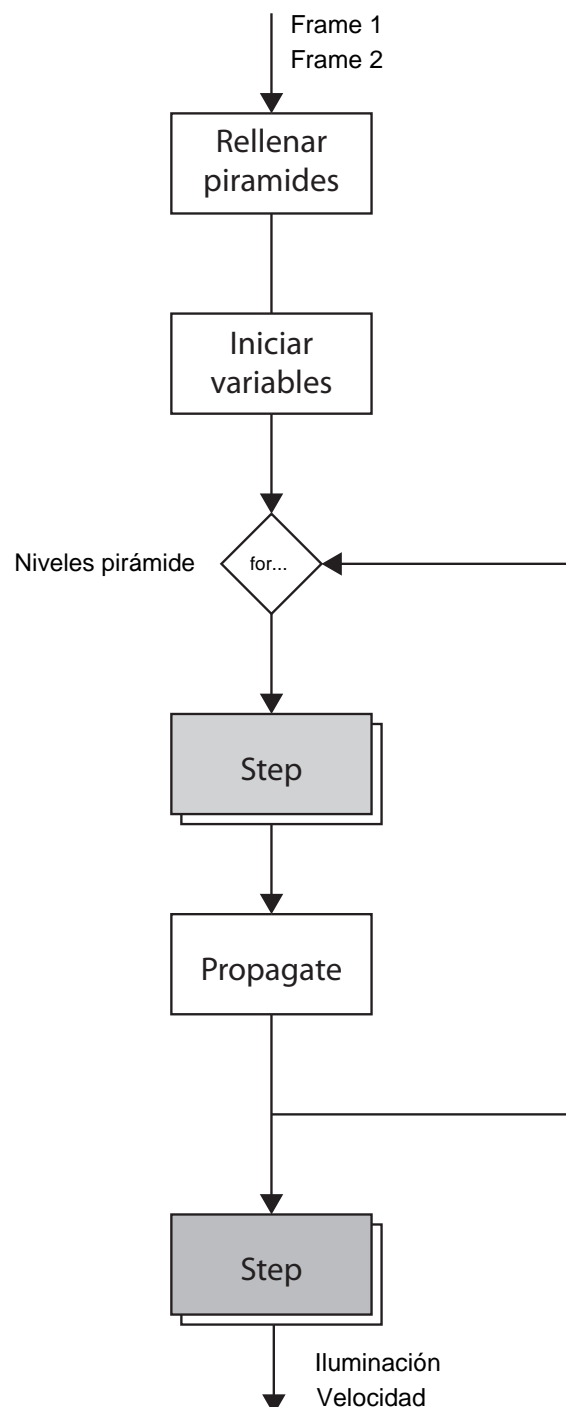 Frame 1
Frame 2
Rellenar
piramides
Iniciar
variables
Niveles pirámide
for...
Step
Propagate
Step
Iluminación
Velocidad